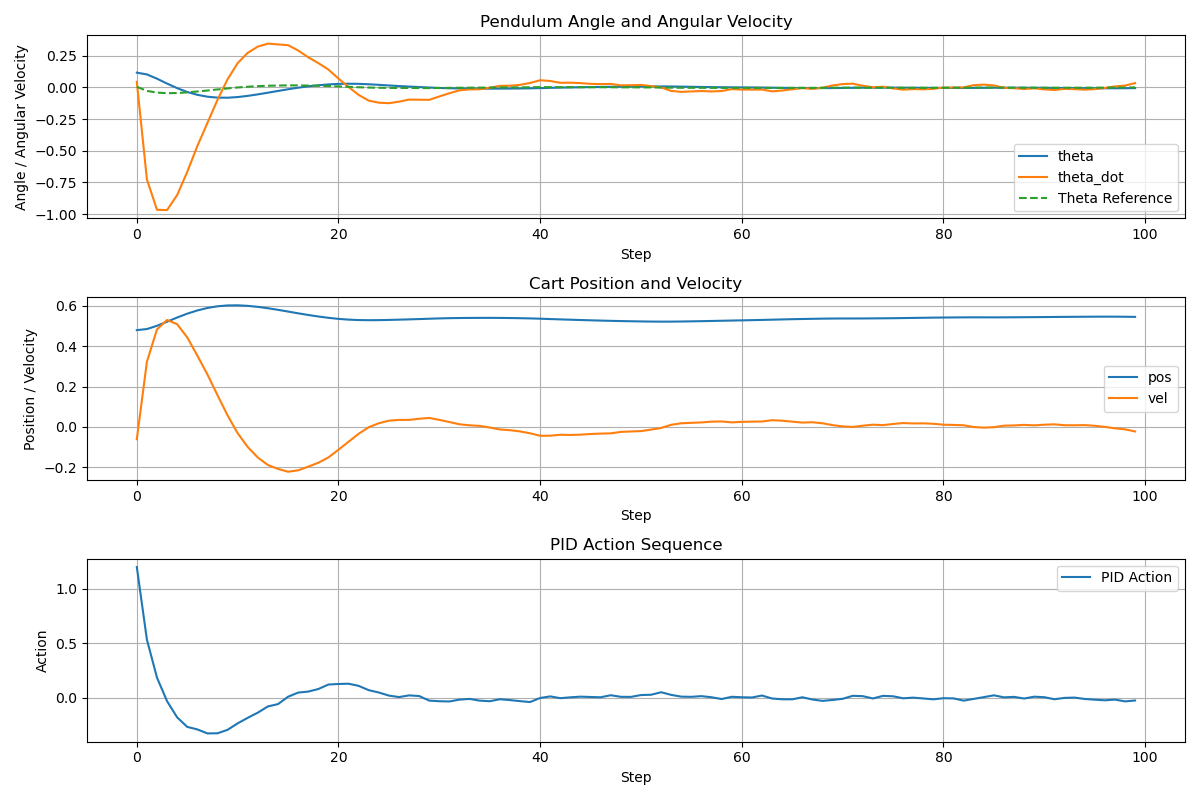 Pendulum Angle and Angular Velocity
Angle / Angular Velocity
0.25
0.00
−0.25
−0.50
−0.75
−1.00
theta
theta_dot
Theta Reference
0 20 40 60 80 100
Step
Cart Position and Velocity
Position / Velocity
0.6
0.4
0.2
0.0
−0.2
pos
vel
0 20 40 60 80 100
Step
PID Action Sequence
Action
1.0
0.5
0.0
PID Action
0 20 40 60 80 100
Step